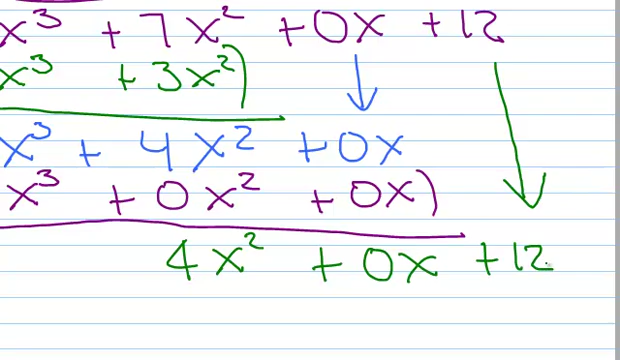 x³ + 7x² + 0x + 12
x³ + 3x²)
x³ + 4x² + 0x
x³ + 0x² + 0x)
4x² + 0x + 12